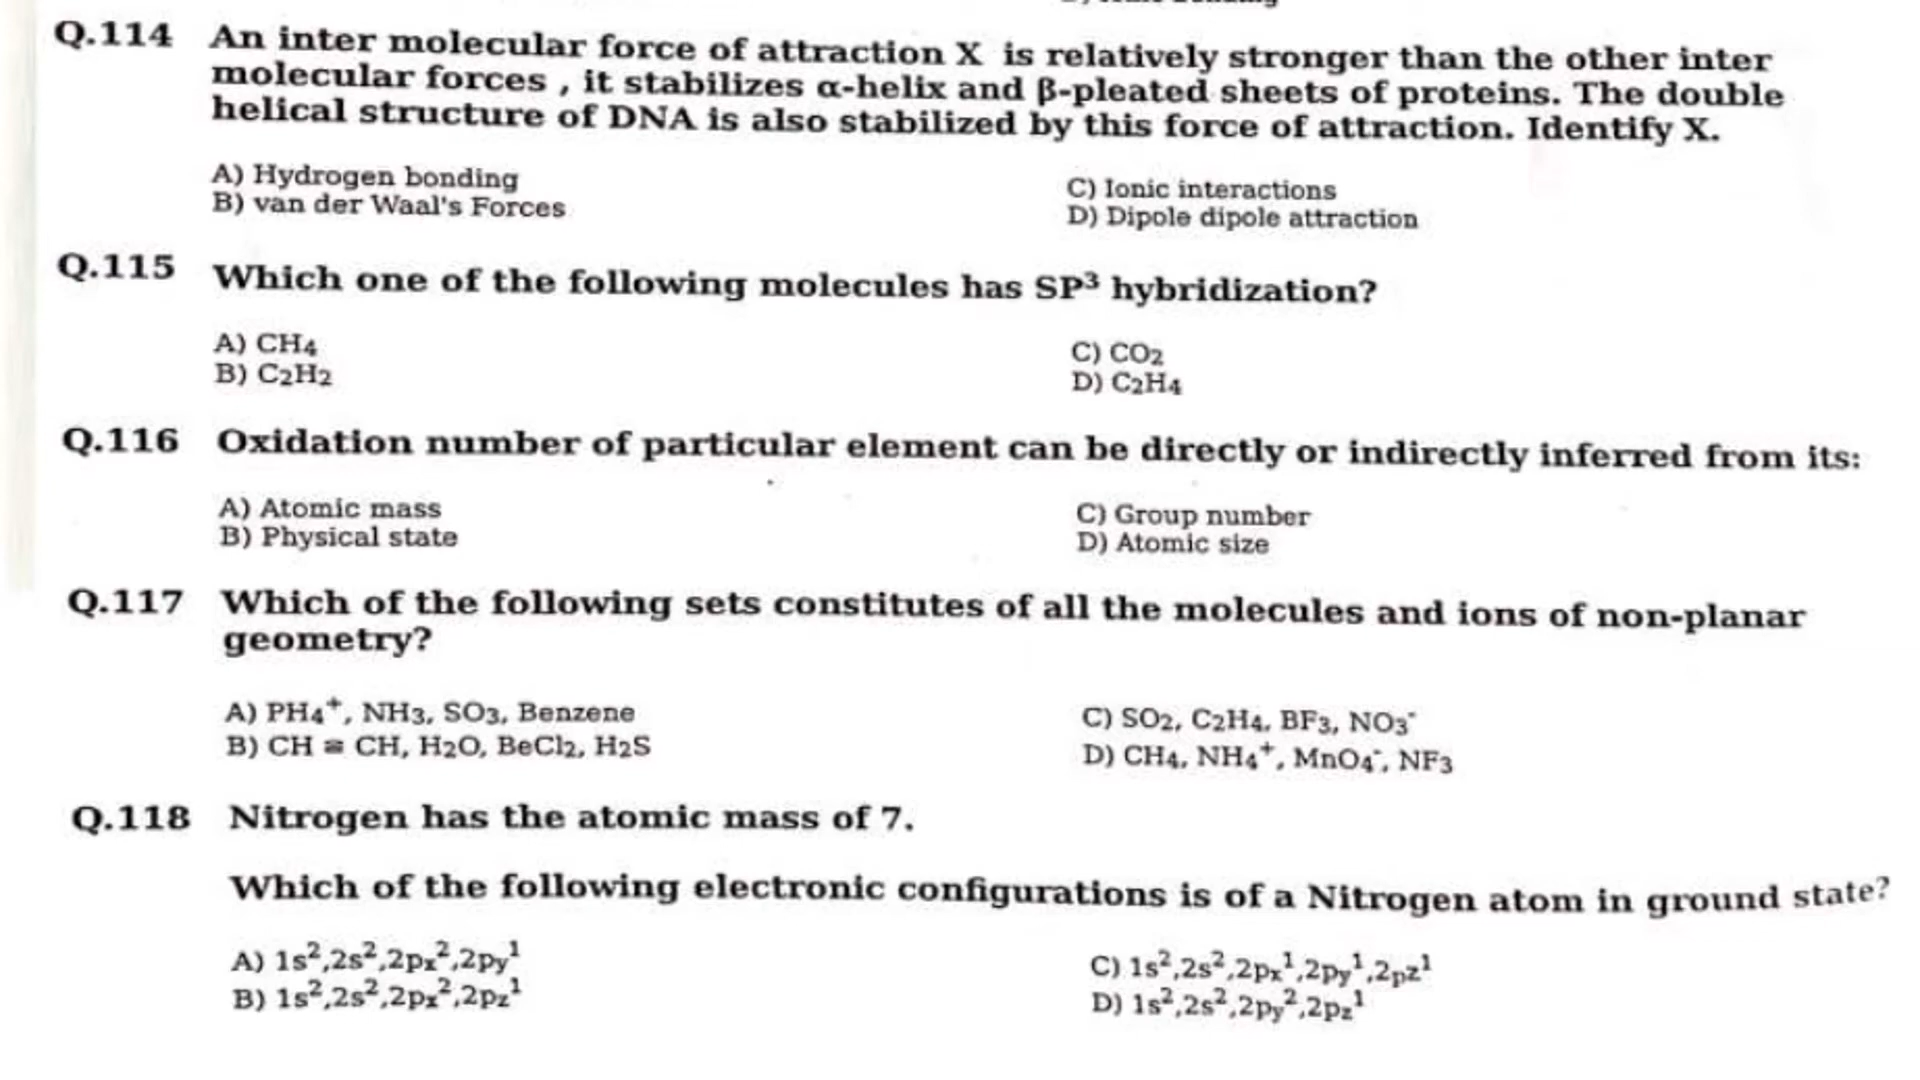 Q.114 An inter molecular force of attraction X is relatively stronger than the other inter
molecular forces , it stabilizes α-helix and β-pleated sheets of proteins. The double
helical structure of DNA is also stabilized by this force of attraction. Identify X.
A) Hydrogen bonding
B) van der Waal's Forces
C) Ionic interactions
D) Dipole dipole attraction
Q.115 Which one of the following molecules has SP³ hybridization?
A) CH₄
B) C₂H₂
C) CO₂
D) C₂H₄
Q.116 Oxidation number of particular element can be directly or indirectly inferred from its:
A) Atomic mass
B) Physical state
C) Group number
D) Atomic size
Q.117 Which of the following sets constitutes of all the molecules and ions of non-planar
geometry?
A) PH₄⁺, NH₃, SO₃, Benzene
B) CH ≡ CH, H₂O, BeCl₂, H₂S
C) SO₂, C₂H₄, BF₃, NO₃⁻
D) CH₄, NH₄⁺, MnO₄⁻, NF₃
Q.118 Nitrogen has the atomic mass of 7.
Which of the following electronic configurations is of a Nitrogen atom in ground state?
A) 1s²,2s²,2pₓ²,2py¹
B) 1s²,2s²,2pₓ²,2pz¹
C) 1s²,2s²,2pₓ¹,2py¹,2pz¹
D) 1s²,2s²,2py²,2pz¹